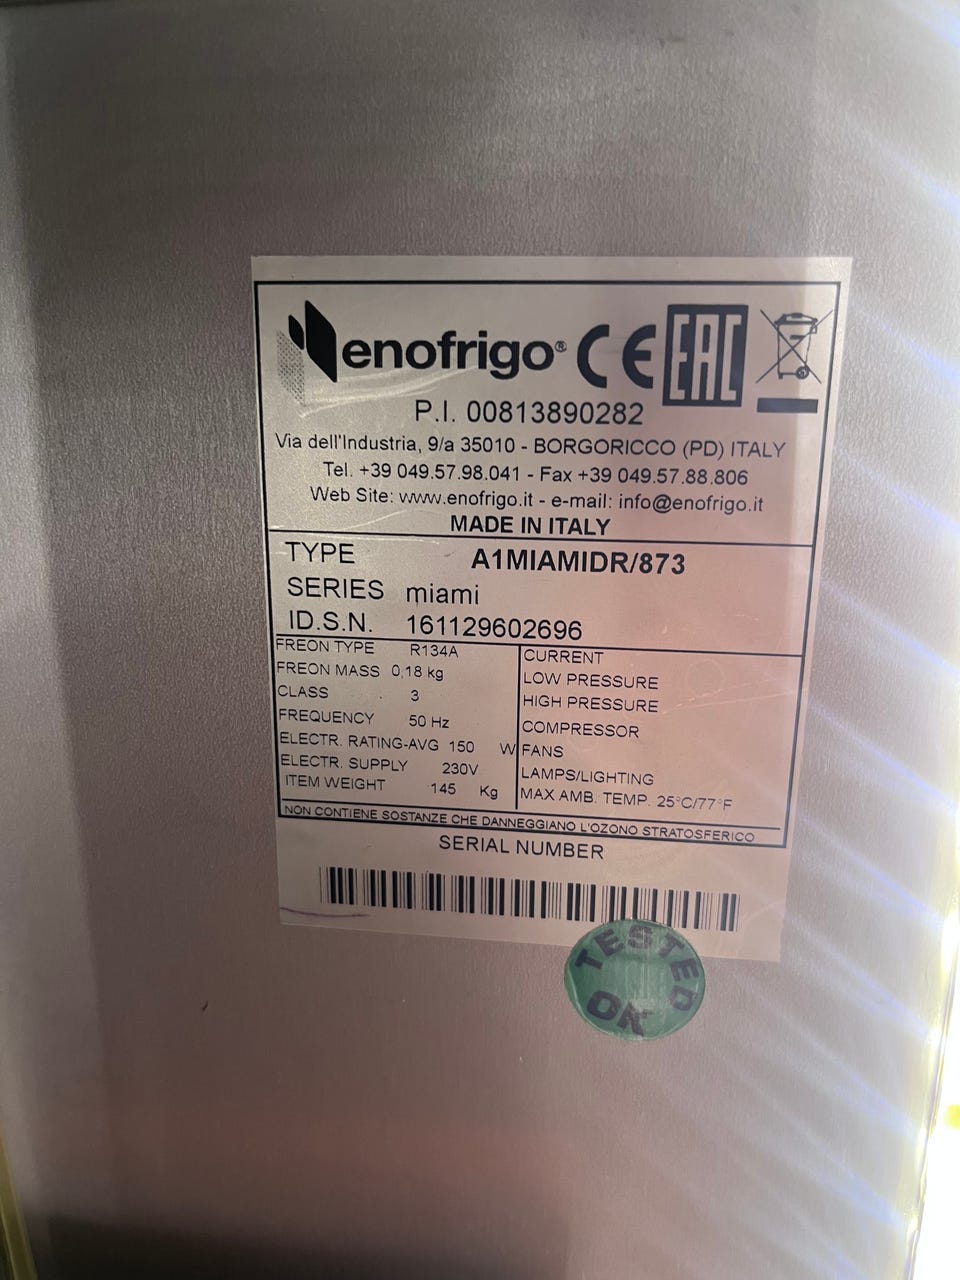 enofrigo® CE EAC
P.I. 00813890282
Via dell'Industria, 9/a 35010 - BORGORICCO (PD) ITALY
Tel. +39 049.57.98.041 - Fax +39 049.57.88.806
Web Site: www.enofrigo.it - e-mail: info@enofrigo.it
MADE IN ITALY
TYPE A1MIAMIDR/873
SERIES miami
ID.S.N. 161129602696
FREON TYPE R134A
FREON MASS 0,18 kg
CLASS 3
FREQUENCY 50 Hz
ELECTR. RATING-AVG 150 W
ELECTR. SUPPLY 230V
ITEM WEIGHT 145 Kg
CURRENT
LOW PRESSURE
HIGH PRESSURE
COMPRESSOR
FANS
LAMPS/LIGHTING
MAX AMB. TEMP. 25°C/77°F
NON CONTIENE SOSTANZE CHE DANNEGGIANO L'OZONO STRATOSFERICO
SERIAL NUMBER
TESTED
OK